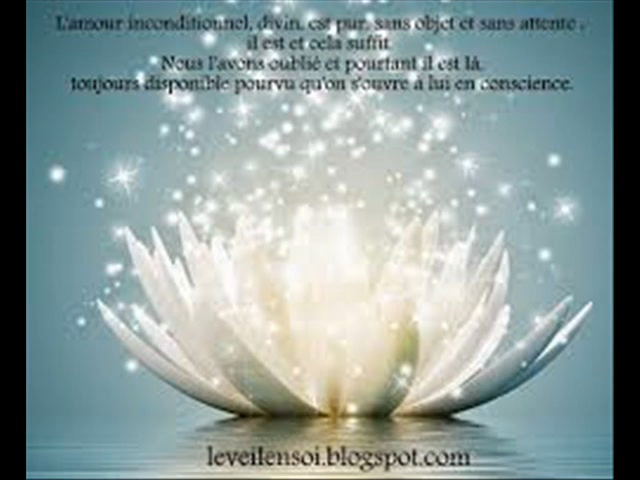 L'amour inconditionnel, divin, est pur, sans objet et sans attente ,
il est et cela suffit.
Nous l'avons oublié et pourtant il est là,
toujours disponible pourvu qu'on s'ouvre à lui en conscience.
leveilensoi.blogspot.com